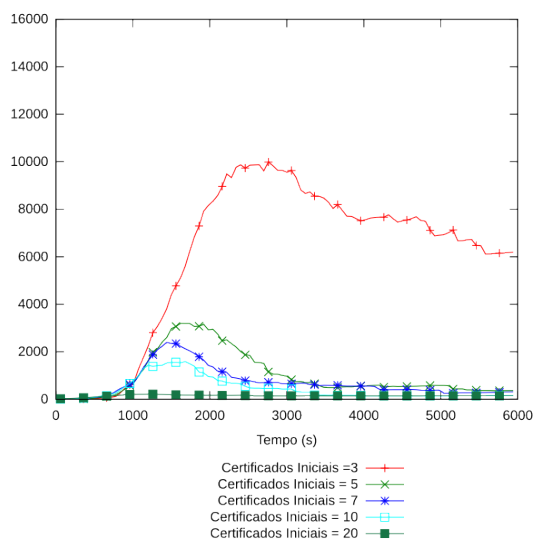 16000
14000
12000
10000
8000
6000
4000
2000
0
0 1000 2000 3000 4000 5000 6000
Tempo (s)
Certificados Iniciais =3
Certificados Iniciais = 5
Certificados Iniciais = 7
Certificados Iniciais = 10
Certificados Iniciais = 20